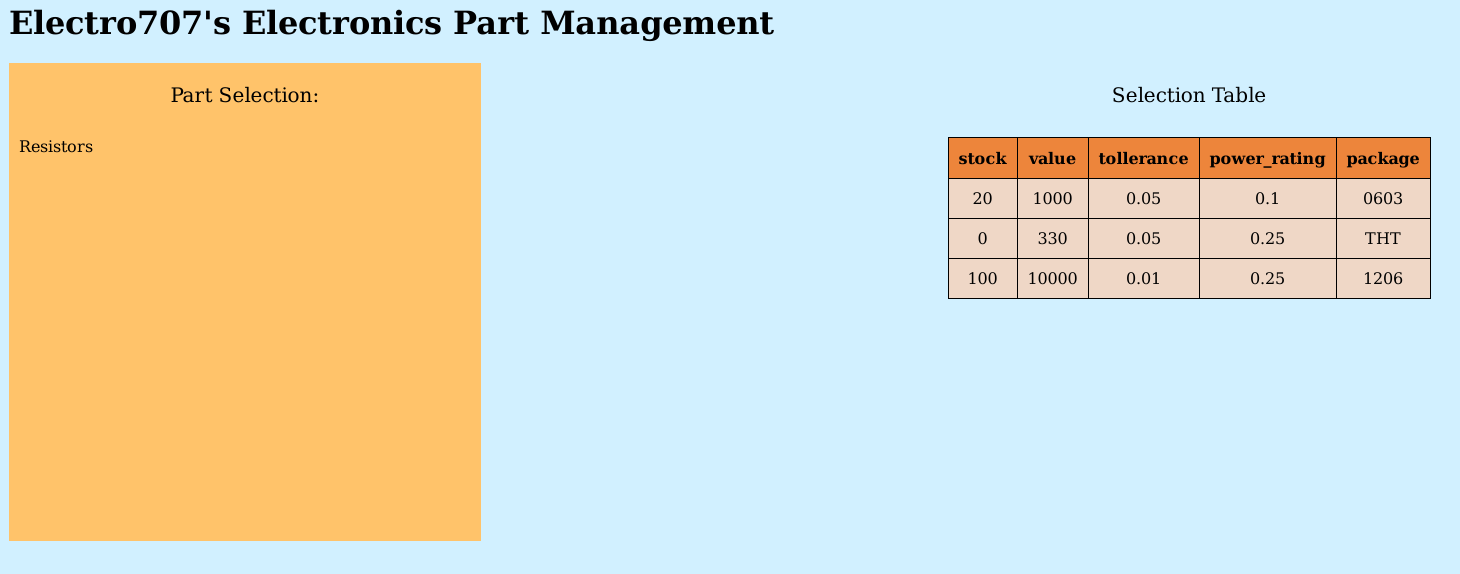 Electro707's Electronics Part Management
Part Selection:
Resistors
Selection Table
stock value tollerance power_rating package
20 1000 0.05 0.1 0603
0 330 0.05 0.25 THT
100 10000 0.01 0.25 1206